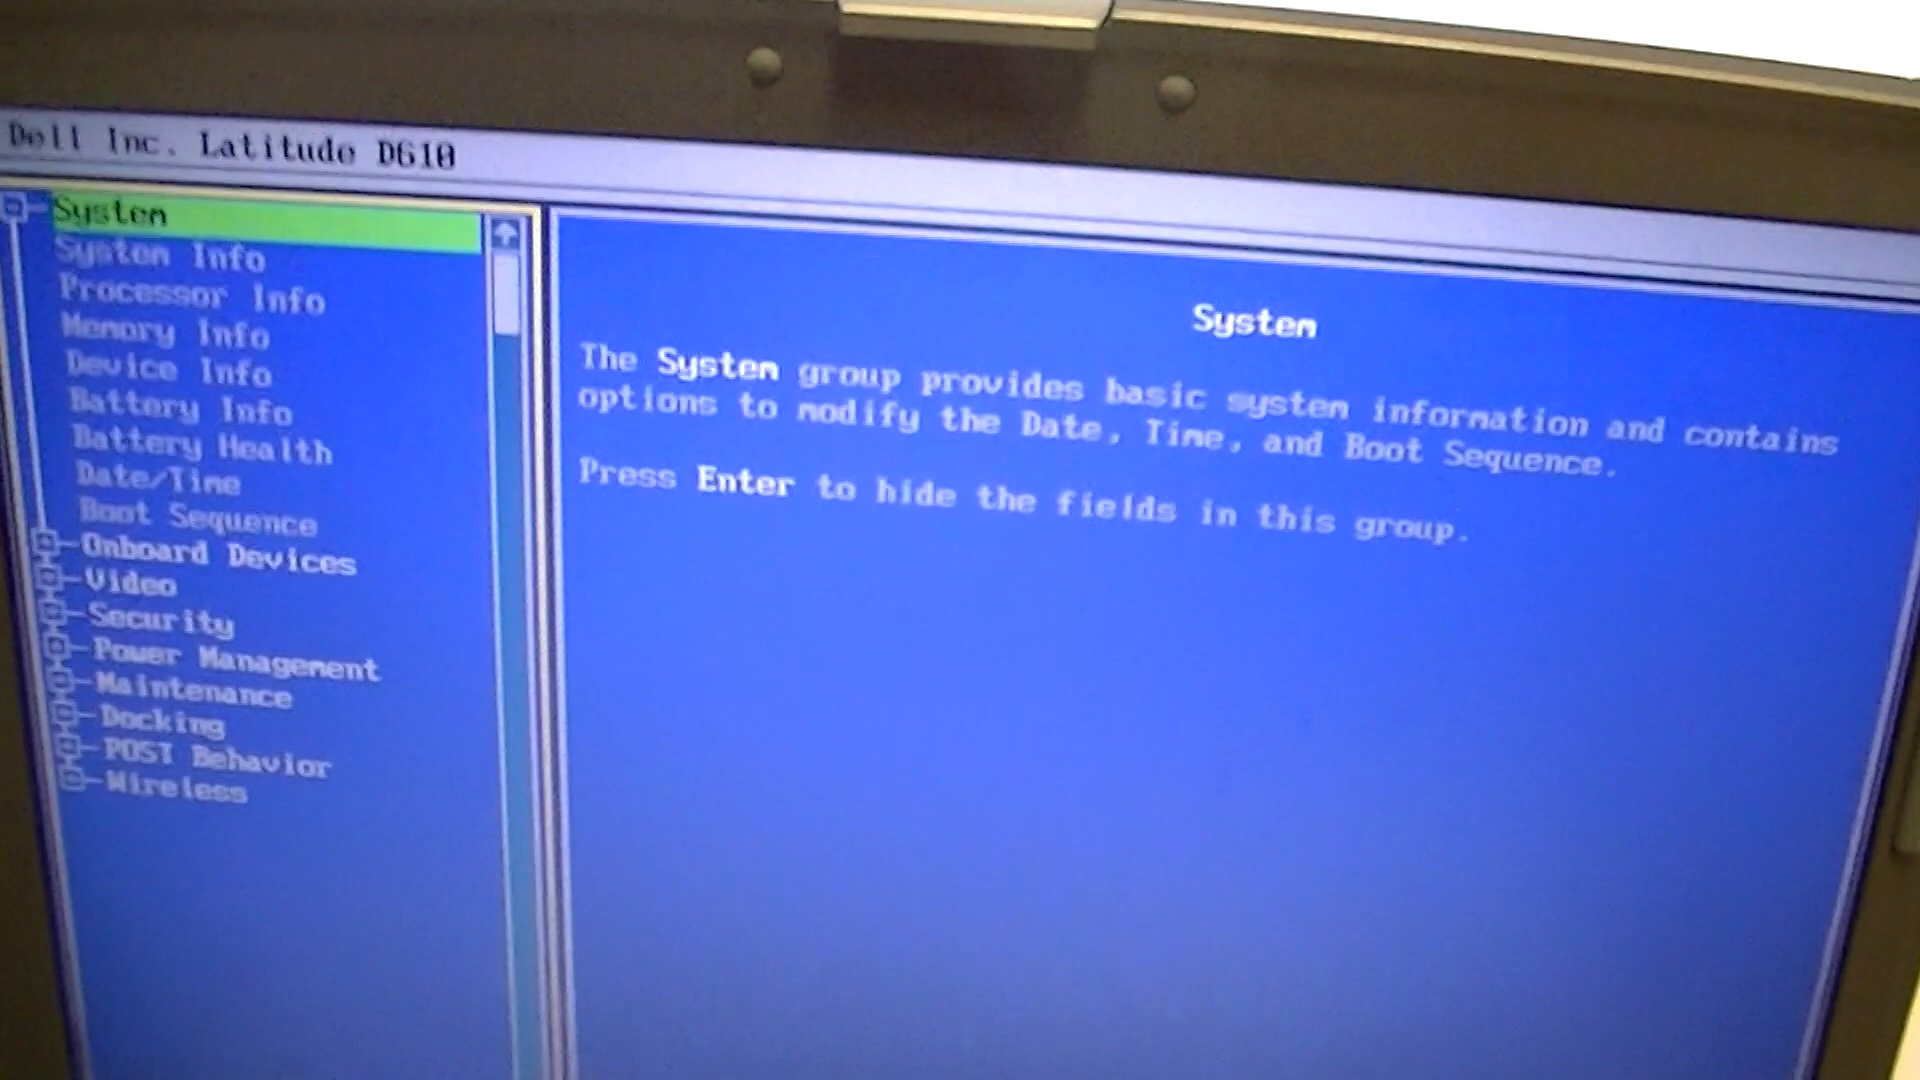 Dell Inc. Latitude D610
System
System Info
Processor Info
Memory Info
Device Info
Battery Info
Battery Health
Date/Time
Boot Sequence
Onboard Devices
Video
Security
Power Management
Maintenance
Docking
POST Behavior
Wireless
System
The System group provides basic system information and contains
options to modify the Date, Time, and Boot Sequence.
Press Enter to hide the fields in this group.